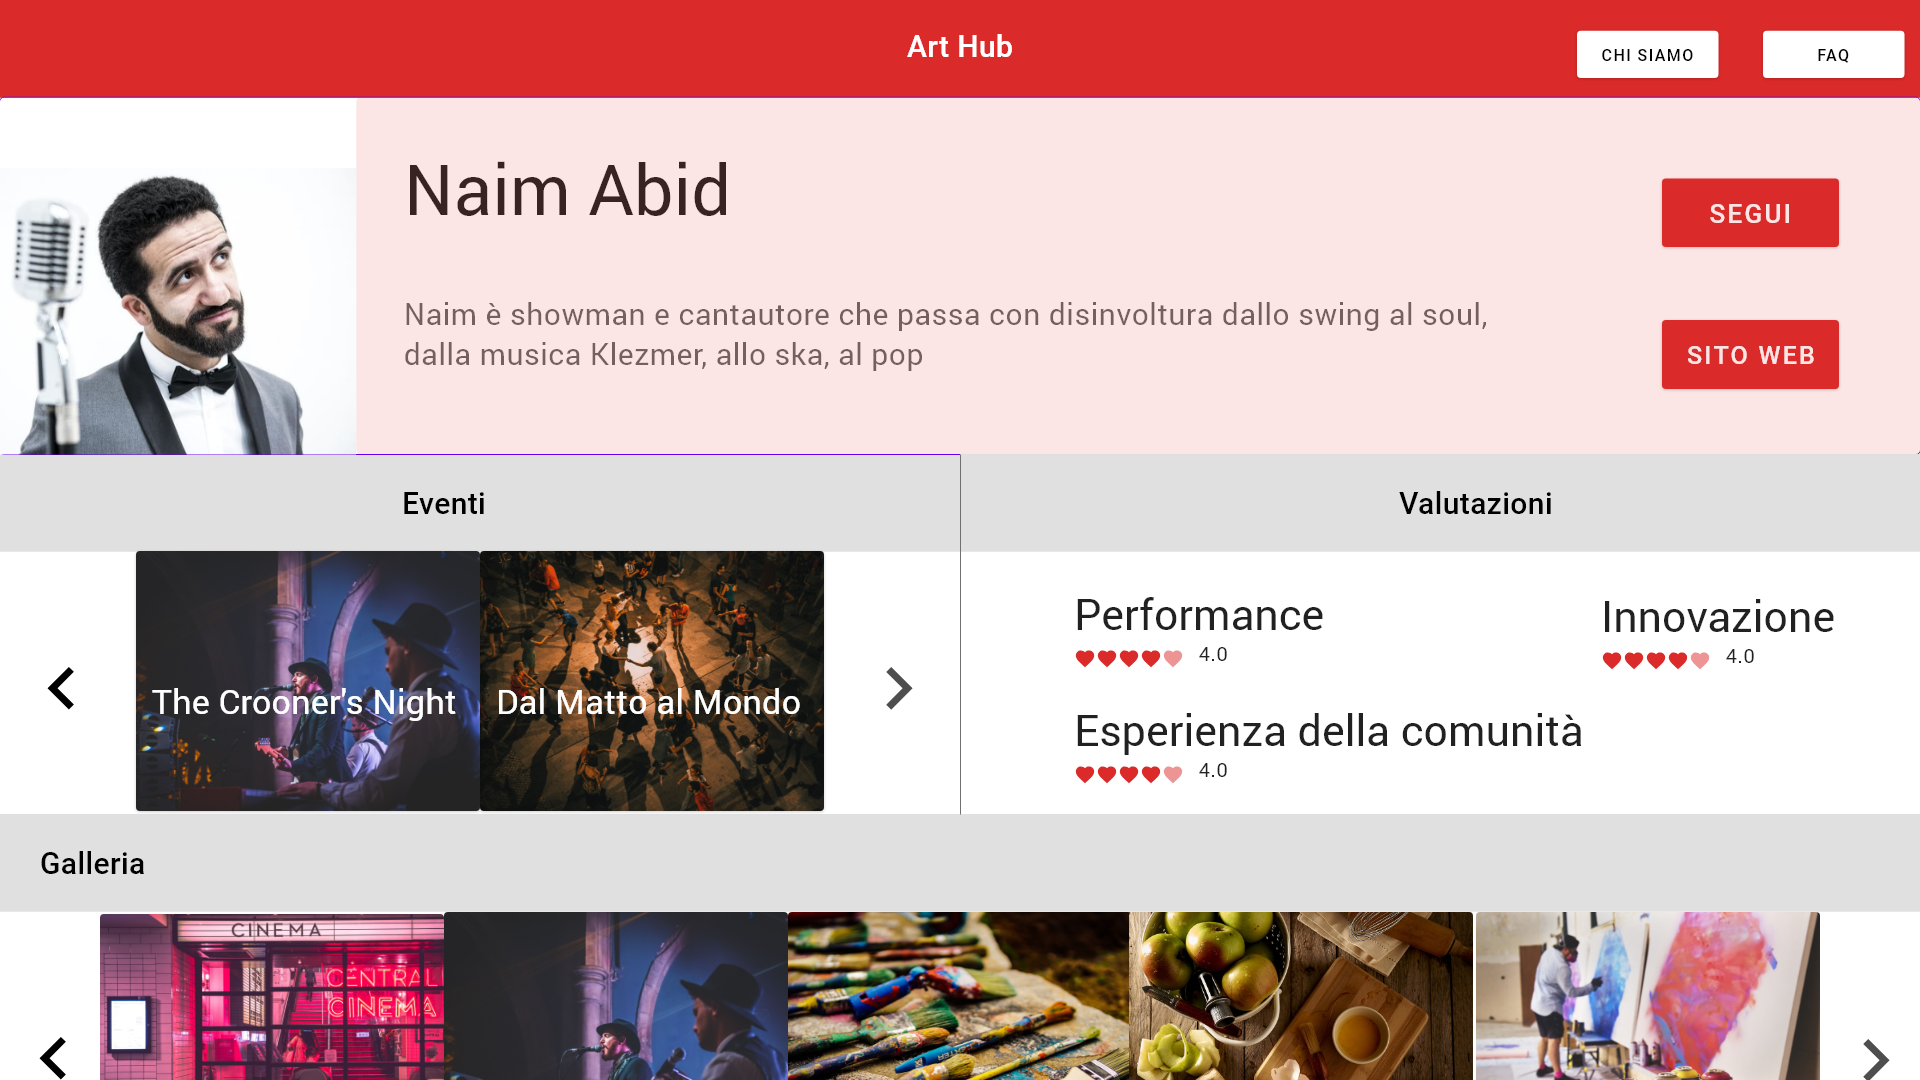 Art Hub
CHI SIAMO
FAQ
Naim Abid
SEGUI
Naim è showman e cantautore che passa con disinvoltura dallo swing al soul,
dalla musica Klezmer, allo ska, al pop
SITO WEB
Eventi
Valutazioni
The Crooner's Night
Dal Matto al Mondo
Performance
4.0
Innovazione
4.0
Esperienza della comunità
4.0
Galleria
CINEMA
CENTRAL
CINEMA